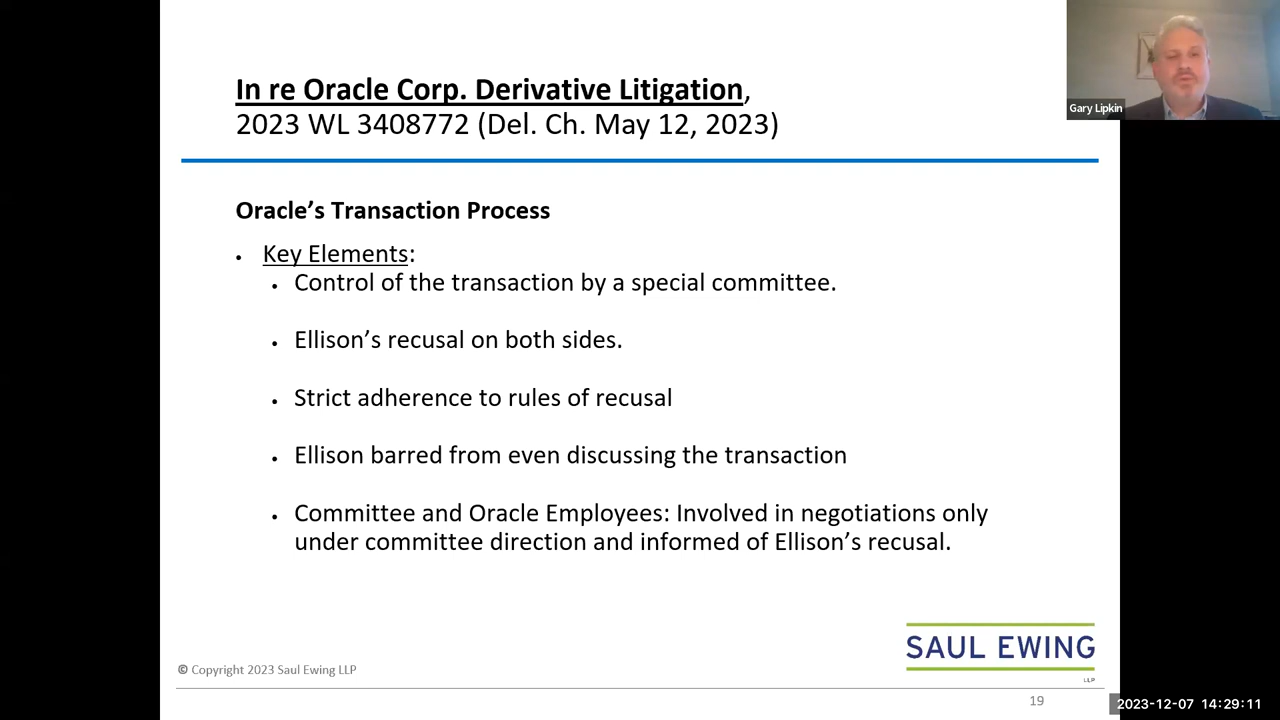 In re Oracle Corp. Derivative Litigation,
2023 WL 3408772 (Del. Ch. May 12, 2023)
Gary Lipkin
Oracle’s Transaction Process
• Key Elements:
• Control of the transaction by a special committee.
• Ellison’s recusal on both sides.
• Strict adherence to rules of recusal
• Ellison barred from even discussing the transaction
• Committee and Oracle Employees: Involved in negotiations only
under committee direction and informed of Ellison’s recusal.
SAUL EWING
LLP
© Copyright 2023 Saul Ewing LLP
19
2023-12-07 14:29:11